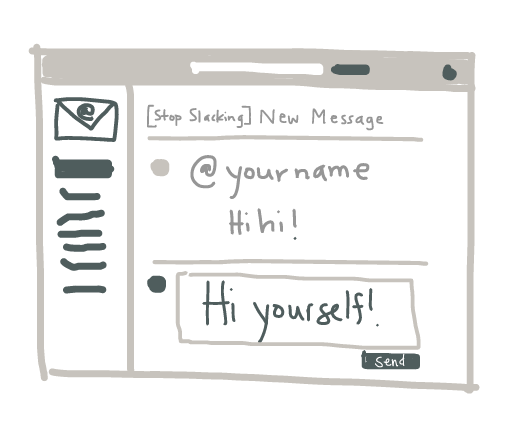 @
[Stop Slacking] New Message
@yourname
Hi hi!
Hi yourself!
Send